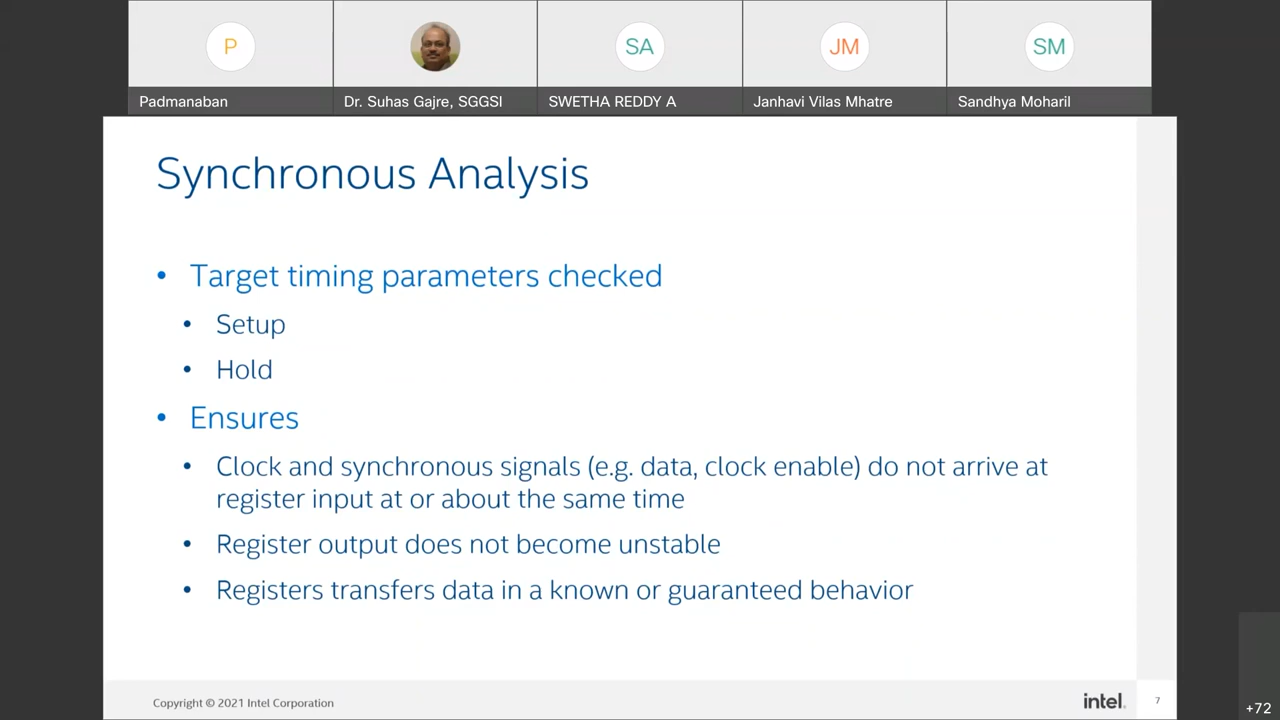 P
SA
JM
SM
Padmanaban
Dr. Suhas Gajre, SGGSI
SWETHA REDDY A
Janhavi Vilas Mhatre
Sandhya Moharil
Synchronous Analysis
• Target timing parameters checked
• Setup
• Hold
• Ensures
• Clock and synchronous signals (e.g. data, clock enable) do not arrive at
register input at or about the same time
• Register output does not become unstable
• Registers transfers data in a known or guaranteed behavior
Copyright © 2021 Intel Corporation
intel.
7
+72